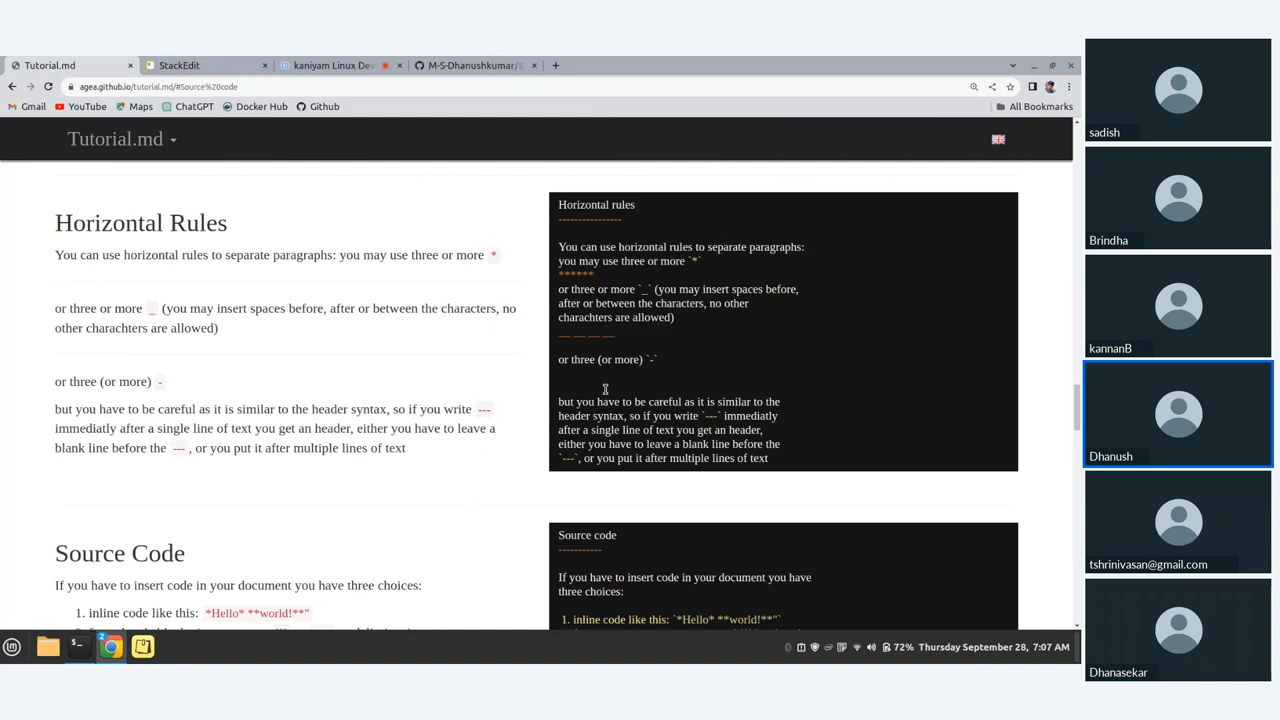 Tutorial.md
StackEdit
kaniyam Linux Dev
M-S-Dhanushkumar/B
agea.github.io/tutorial.md/#Source%20code
Gmail
YouTube
Maps
ChatGPT
Docker Hub
Github
All Bookmarks
Tutorial.md
Horizontal Rules
You can use horizontal rules to separate paragraphs: you may use three or more *
or three or more _ (you may insert spaces before, after or between the characters, no
other charachters are allowed)
or three (or more) -
but you have to be careful as it is similar to the header syntax, so if you write ---
immediately after a single line of text you get an header, either you have to leave a
blank line before the ---, or you put it after multiple lines of text
Horizontal rules
----------------
You can use horizontal rules to separate paragraphs:
you may use three or more `*`
******
or three or more `_` (you may insert spaces before,
after or between the characters, no other
charachters are allowed)
__ __ __ __
or three (or more) `-`
but you have to be careful as it is similar to the
header syntax, so if you write `---` immediately
after a single line of text you get an header,
either you have to leave a blank line before the
`---`, or you put it after multiple lines of text
Source Code
If you have to insert code in your document you have three choices:
1. inline code like this: *Hello* **world!**"
Source code
-----------
If you have to insert code in your document you have
three choices:
1. inline code like this: `*Hello* **world!**"`
2
72%
Thursday September 28, 7:07 AM
sadish
Brindha
kannanB
Dhanush
tshrinivasan@gmail.com
Dhanasekar